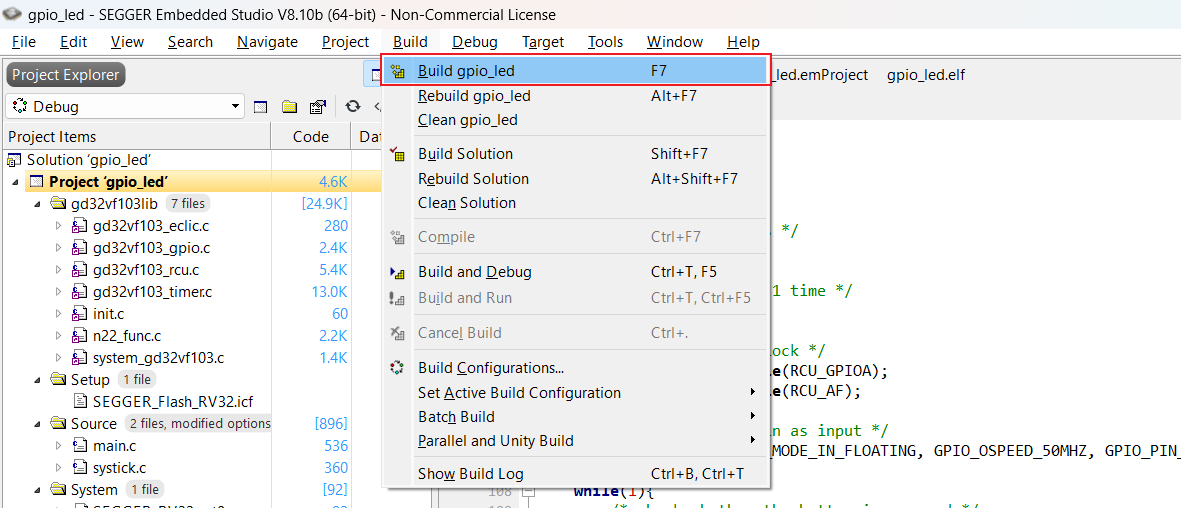 gpio_led - SEGGER Embedded Studio V8.10b (64-bit) - Non-Commercial License
File Edit View Search Navigate Project Build Debug Target Tools Window Help
Project Explorer
_led.emProject gpio_led.elf
Debug
Project Items Code Dat
Solution 'gpio_led'
Project 'gpio_led' 4.6K
gd32vf103lib 7 files [24.9K]
gd32vf103_eclic.c 280
gd32vf103_gpio.c 2.4K
gd32vf103_rcu.c 5.4K
gd32vf103_timer.c 13.0K
init.c 60
n22_func.c 2.2K
system_gd32vf103.c 1.4K
Setup 1 file
SEGGER_Flash_RV32.icf
Source 2 files, modified options [896]
main.c 536
systick.c 360
System 1 file [92]
Build gpio_led F7
Rebuild gpio_led Alt+F7
Clean gpio_led
Build Solution Shift+F7
Rebuild Solution Alt+Shift+F7
Clean Solution
Compile Ctrl+F7
Build and Debug Ctrl+T, F5
Build and Run Ctrl+T, Ctrl+F5
Cancel Build Ctrl+.
Build Configurations...
Set Active Build Configuration
Batch Build
Parallel and Unity Build
Show Build Log Ctrl+B, Ctrl+T
*/
1 time */
ock */
le(RCU_GPIOA);
le(RCU_AF);
in as input */
_MODE_IN_FLOATING, GPIO_OSPEED_50MHZ, GPIO_PIN_
108 while(1){